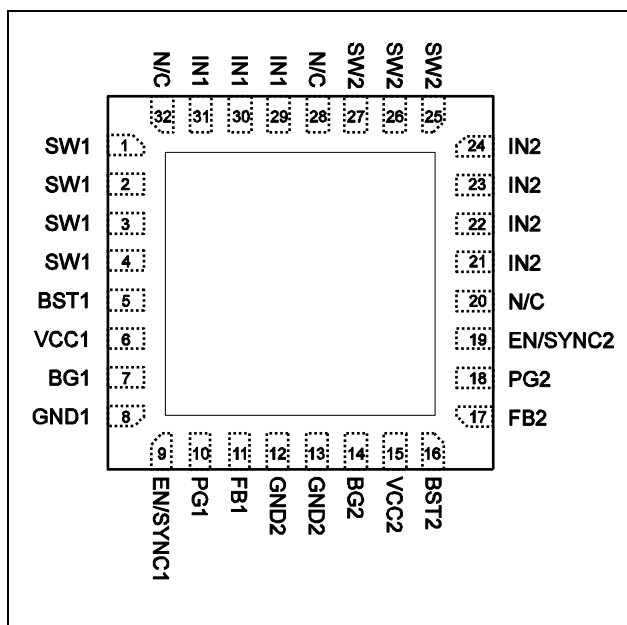 N/C IN1 IN1 IN1 N/C SW2 SW2 SW2
32 31 30 29 28 27 26 25
SW1 1
SW1 2
SW1 3
SW1 4
BST1 5
VCC1 6
BG1 7
GND1 8
24 IN2
23 IN2
22 IN2
21 IN2
20 N/C
19 EN/SYNC2
18 PG2
17 FB2
9 10 11 12 13 14 15 16
EN/SYNC1 PG1 FB1 GND2 GND2 BG2 VCC2 BST2